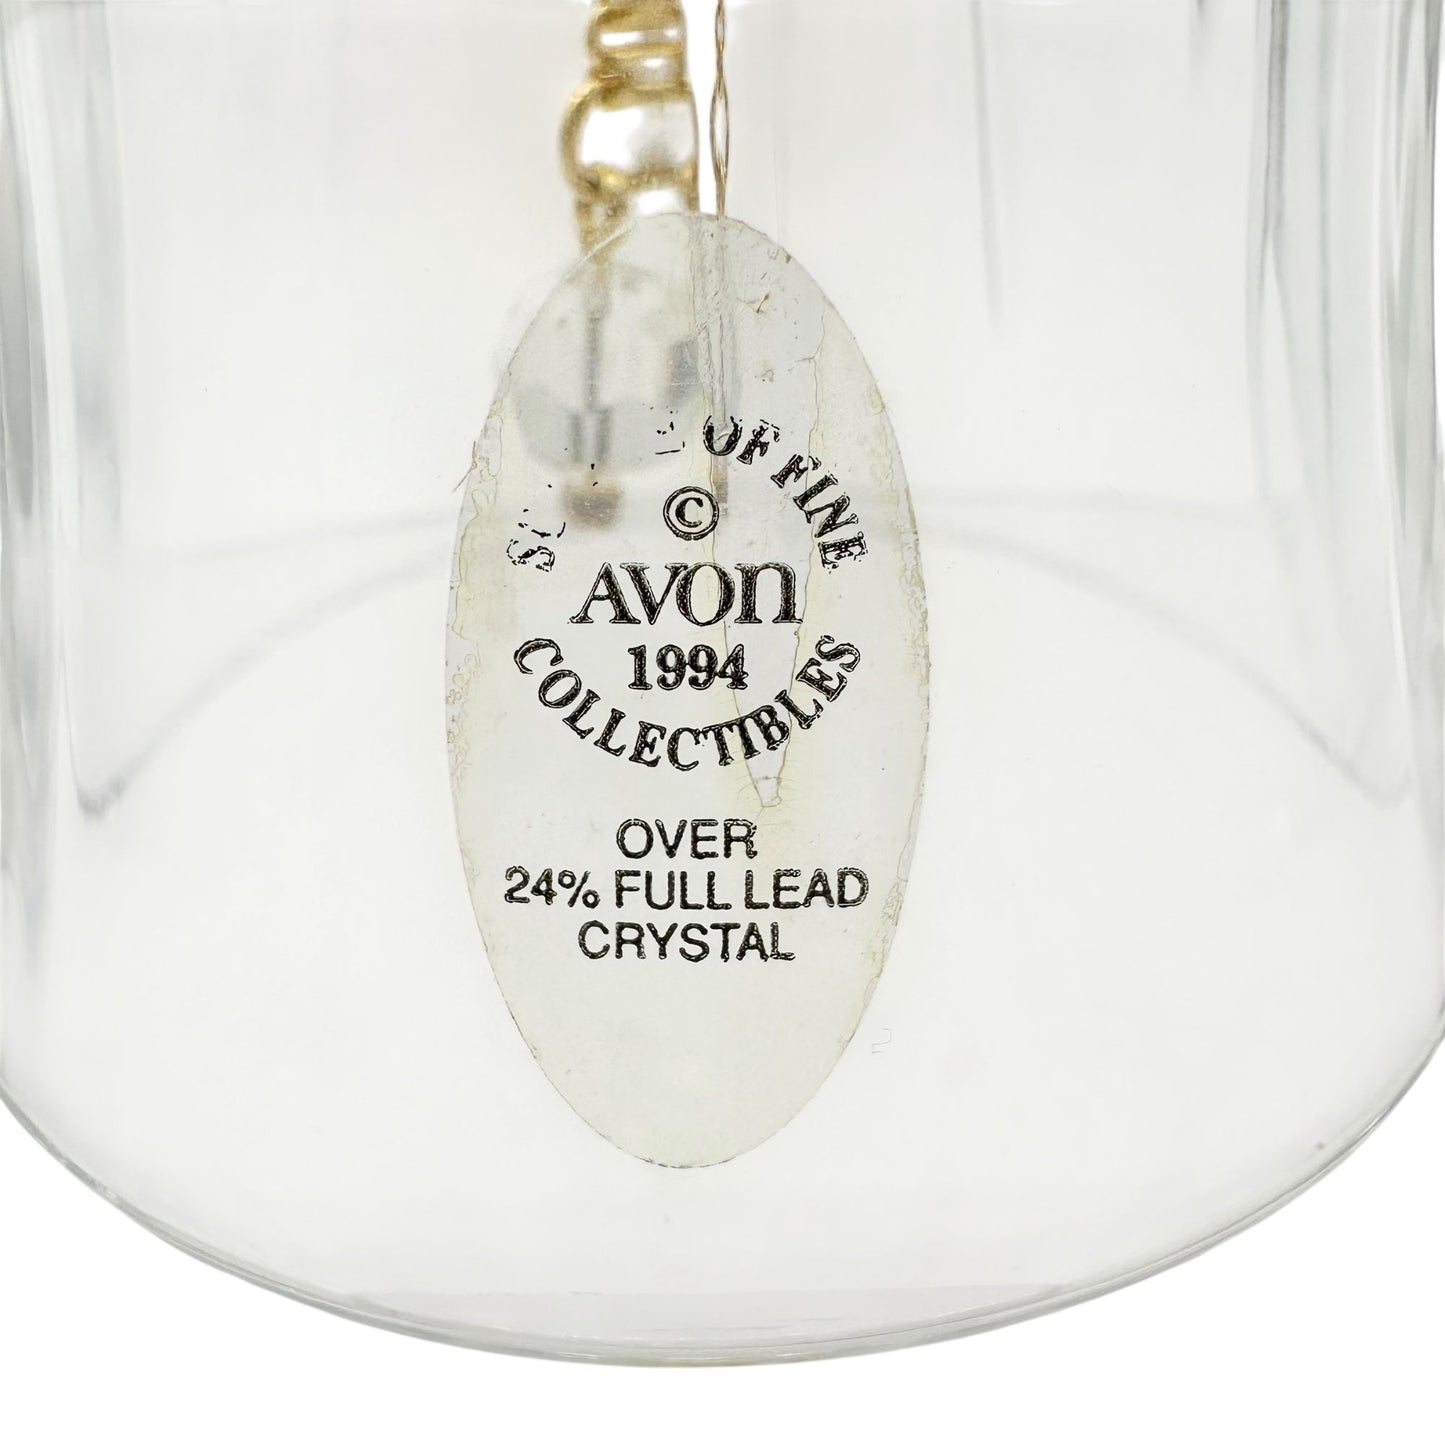 OF FINE
©
AVON
1994
COLLECTIBLES
OVER
24% FULL LEAD
CRYSTAL